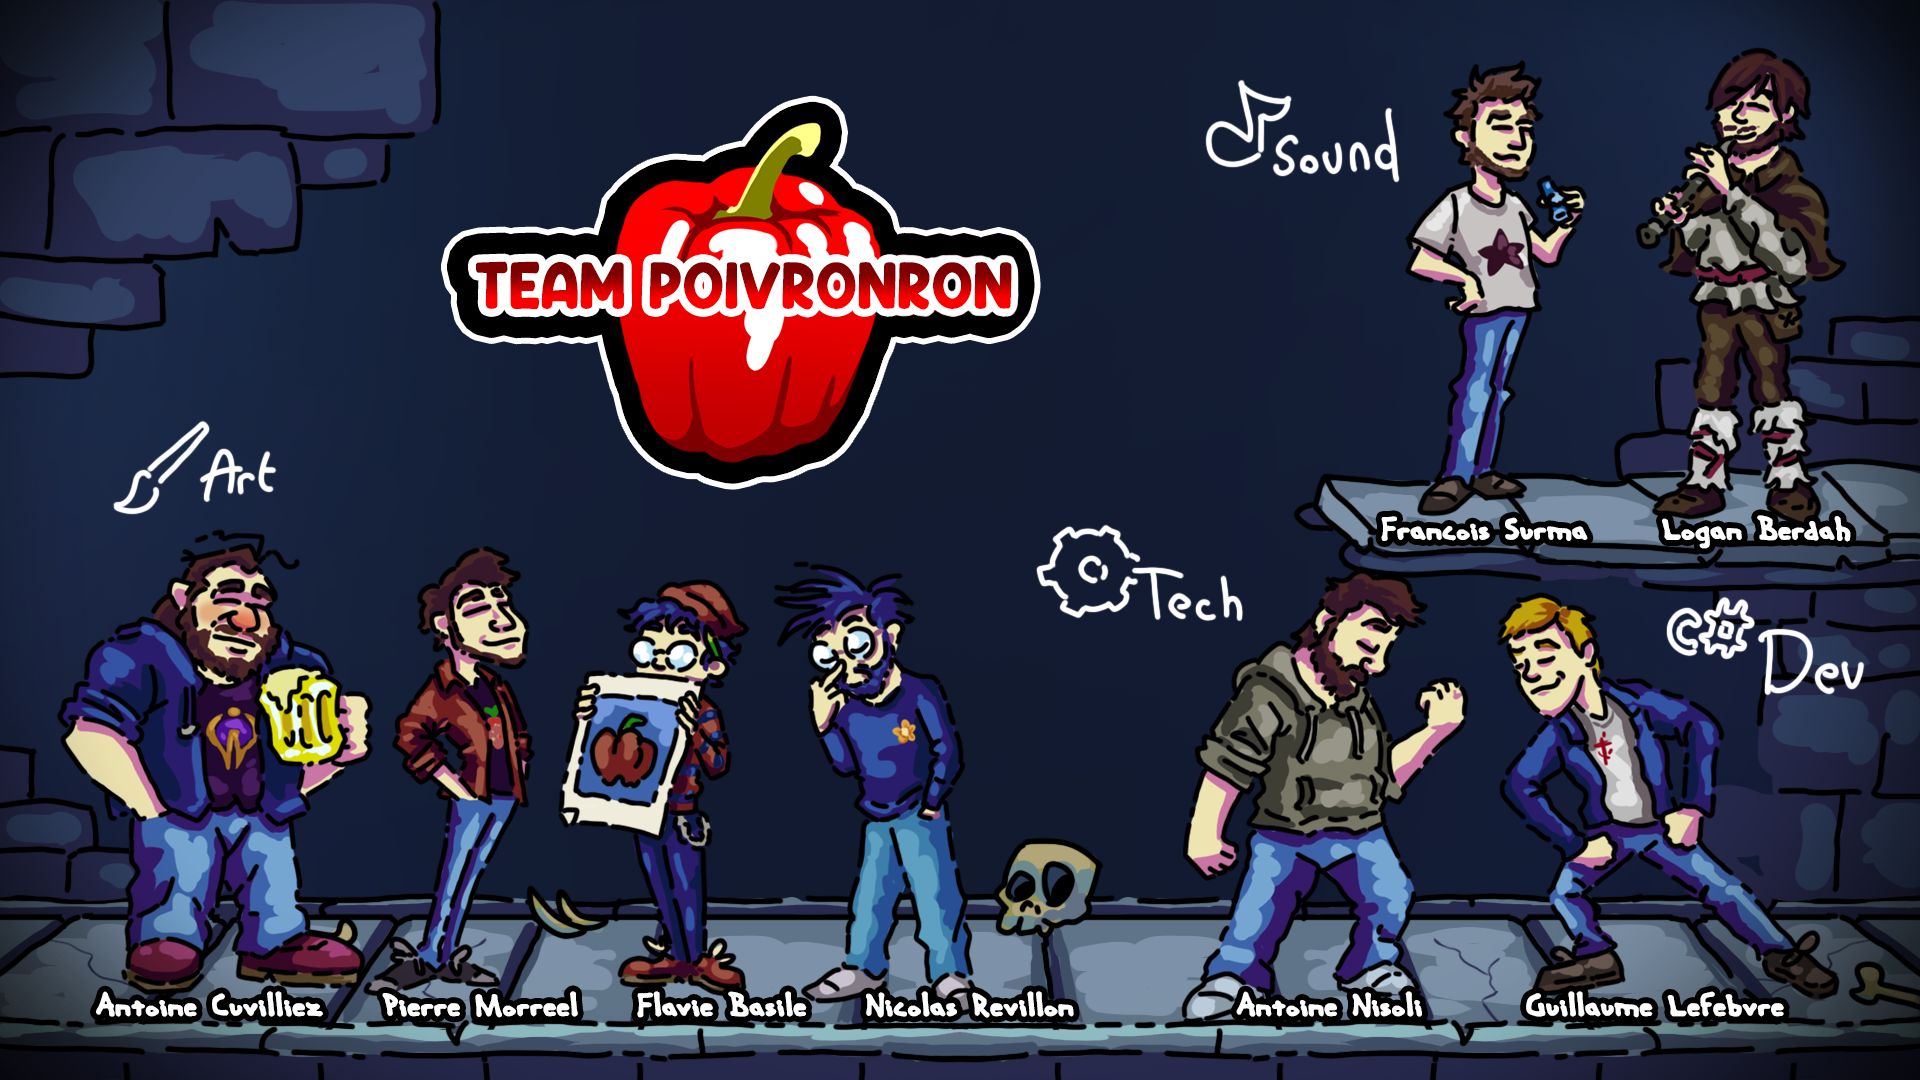 TEAM POIVRONRON
Sound
Francois Surma
Logan Berdah
Art
Tech
C# Dev
Antoine Cuvilliez
Pierre Morreel
Flavie Basile
Nicolas Revillon
Antoine Nisoli
Guillaume Lefebvre